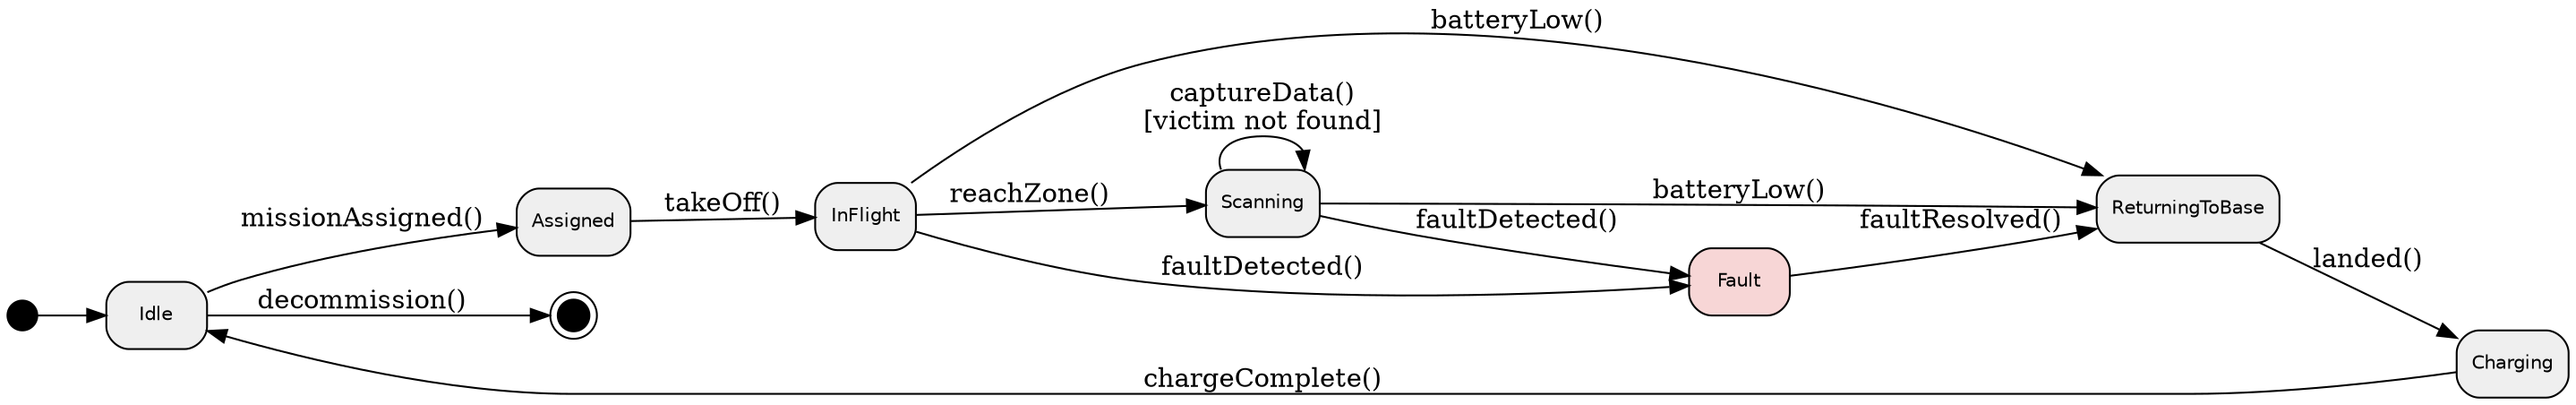 batteryLow()
captureData()
[victim not found]
missionAssigned()
Assigned
takeOff()
InFlight
reachZone()
Scanning
batteryLow()
ReturningToBase
faultDetected()
faultResolved()
faultDetected()
Fault
landed()
Idle
decommission()
Charging
chargeComplete()